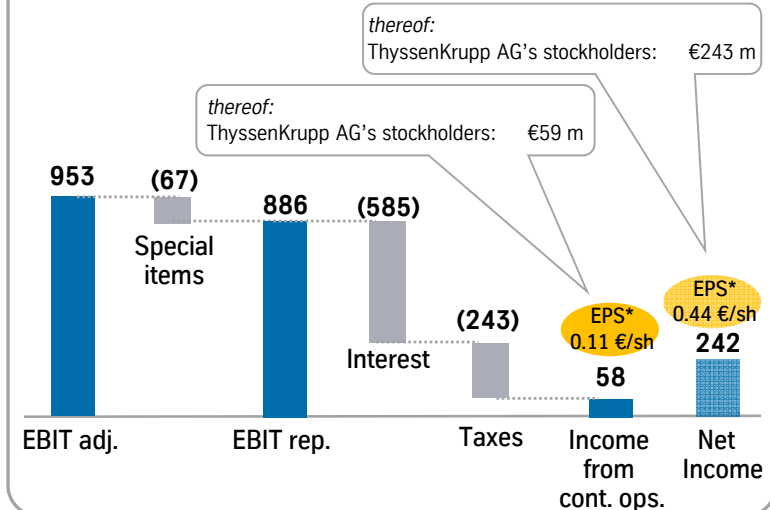 thereof:
ThyssenKrupp AG's stockholders: €243 m
thereof:
ThyssenKrupp AG's stockholders: €59 m
953
(67)
886
(585)
Special
items
Interest
(243)
EPS*
0.11 €/sh
58
EPS*
0.44 €/sh
242
EBIT adj.
EBIT rep.
Taxes
Income
from
cont. ops.
Net
Income